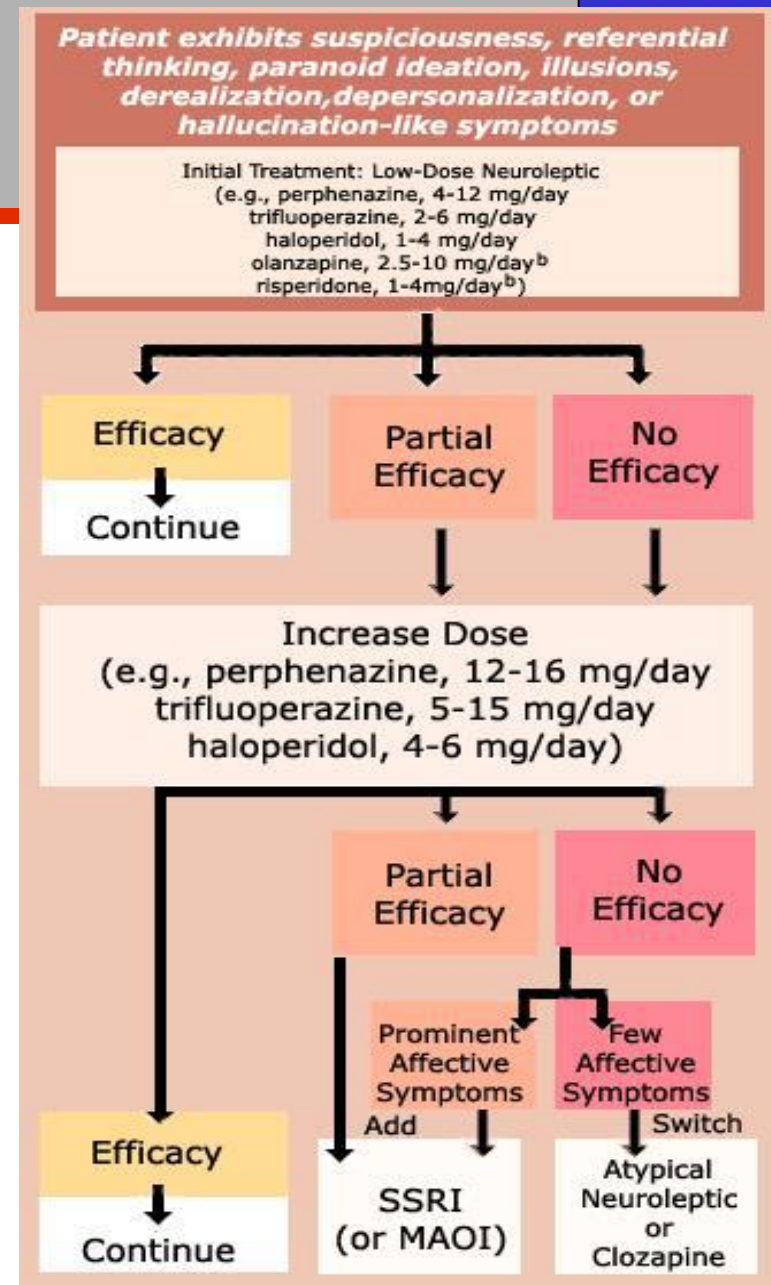 Patient exhibits suspiciousness, referential
thinking, paranoid ideation, illusions,
derealization,depersonalization, or
hallucination-like symptoms
Initial Treatment: Low-Dose Neuroleptic
(e.g., perphenazine, 4-12 mg/day
trifluoperazine, 2-6 mg/day
haloperidol, 1-4 mg/day
olanzapine, 2.5-10 mg/dayᵇ
risperidone, 1-4mg/dayᵇ)
Efficacy
Continue
Partial
Efficacy
No
Efficacy
Increase Dose
(e.g., perphenazine, 12-16 mg/day
trifluoperazine, 5-15 mg/day
haloperidol, 4-6 mg/day)
Partial
Efficacy
No
Efficacy
Prominent
Affective
Symptoms
Few
Affective
Symptoms
Add
Switch
Efficacy
Continue
SSRI
(or MAOI)
Atypical
Neuroleptic
or
Clozapine